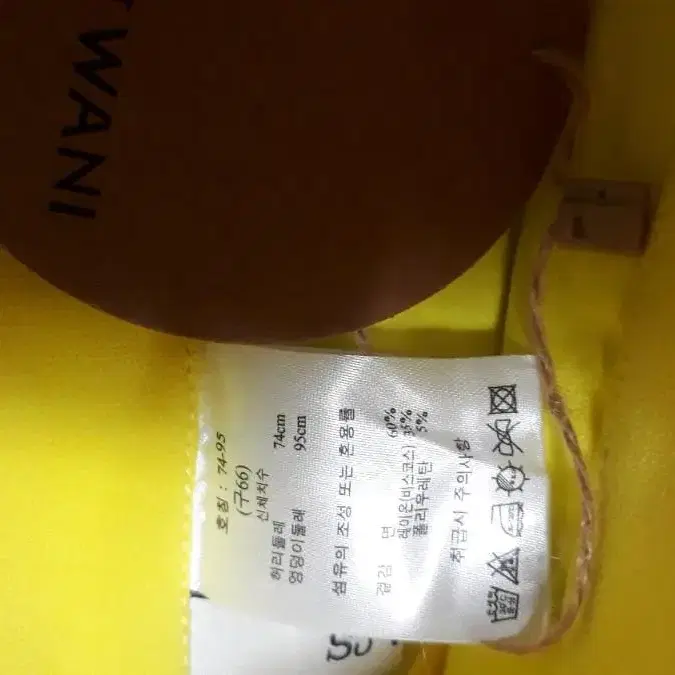 TWANI
호칭 : 74-95
(구66)
신체치수
허리둘레 74cm
엉덩이둘레 95cm
섬유의 조성 또는 혼용률
겉감 면 60%
레이온(비스코스) 35%
폴리우레탄 5%
취급시 주의사항